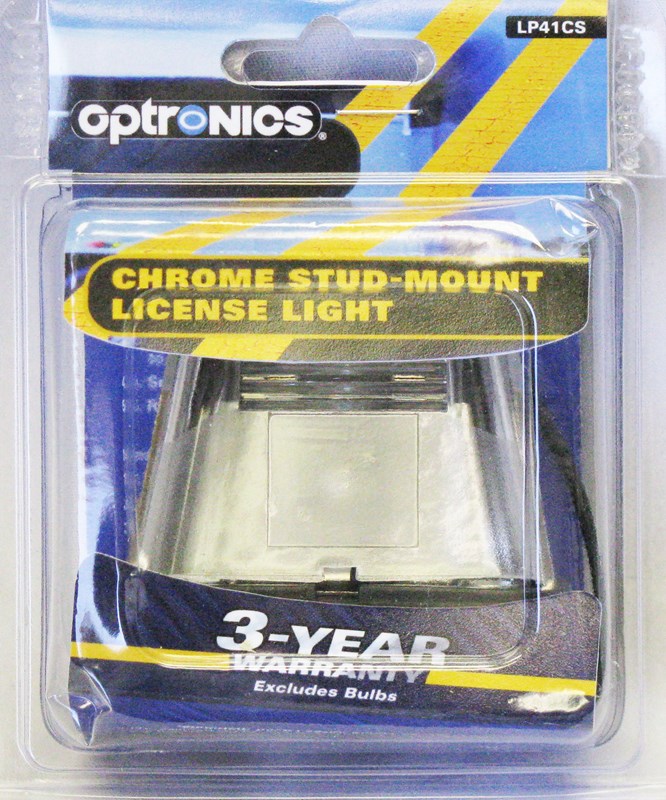 LP41CS
OPTRONICS®
CHROME STUD-MOUNT
LICENSE LIGHT
3-YEAR
WARRANTY
Excludes Bulbs